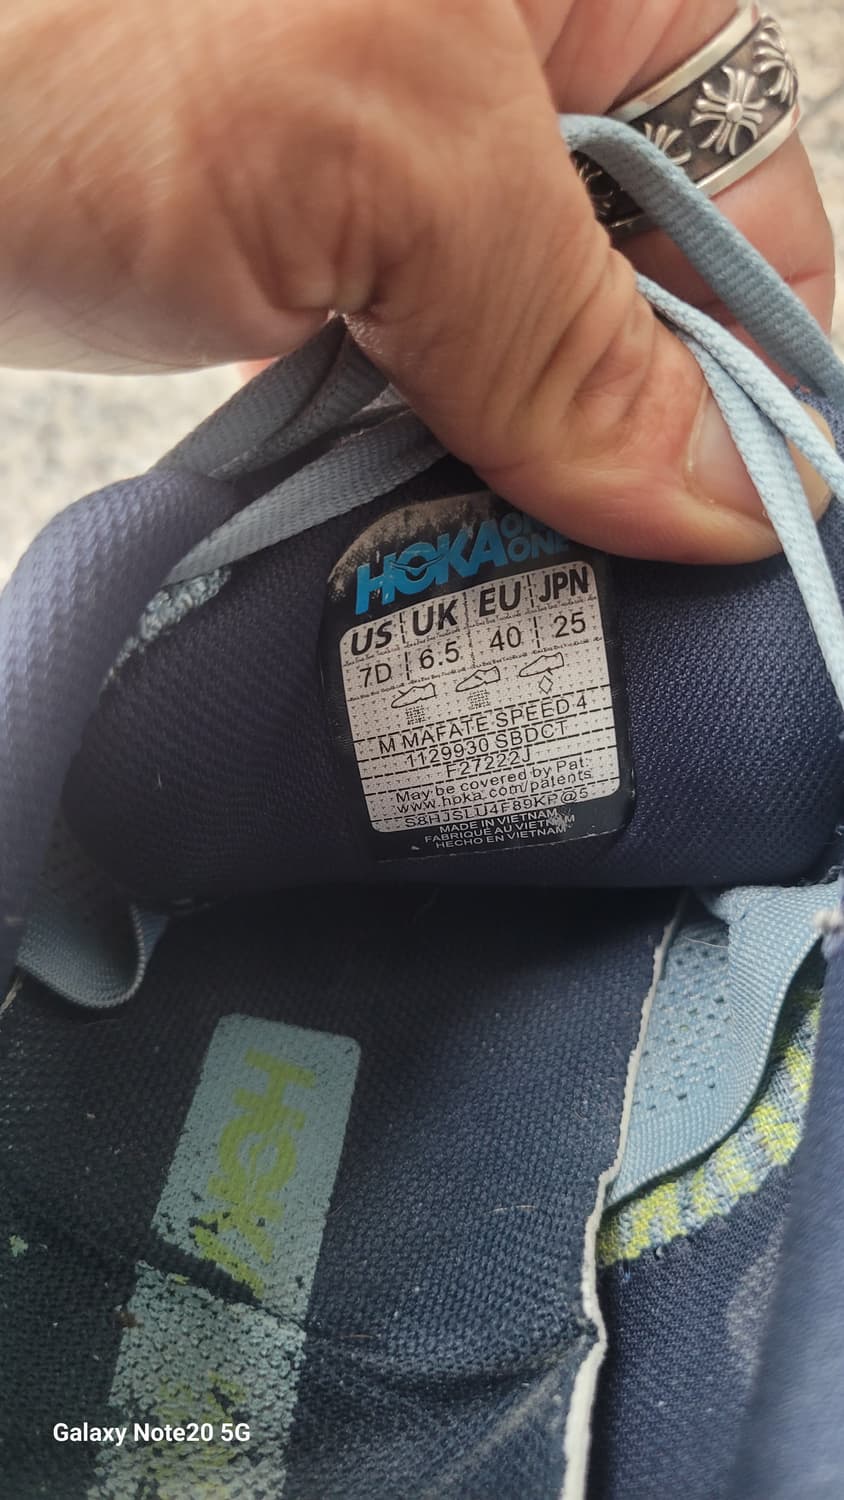 HOKA ONE ONE
US UK EU JPN
7D 6.5 40 25
M MAFATE SPEED 4
1129930 SBDCT
F27222J
May be covered by Pat:
www.hoka.com/patents
S8HJSLU4F89KP@5
MADE IN VIETNAM
FABRIQUÉ AU VIETNAM
HECHO EN VIETNAM
HOKA
Galaxy Note20 5G